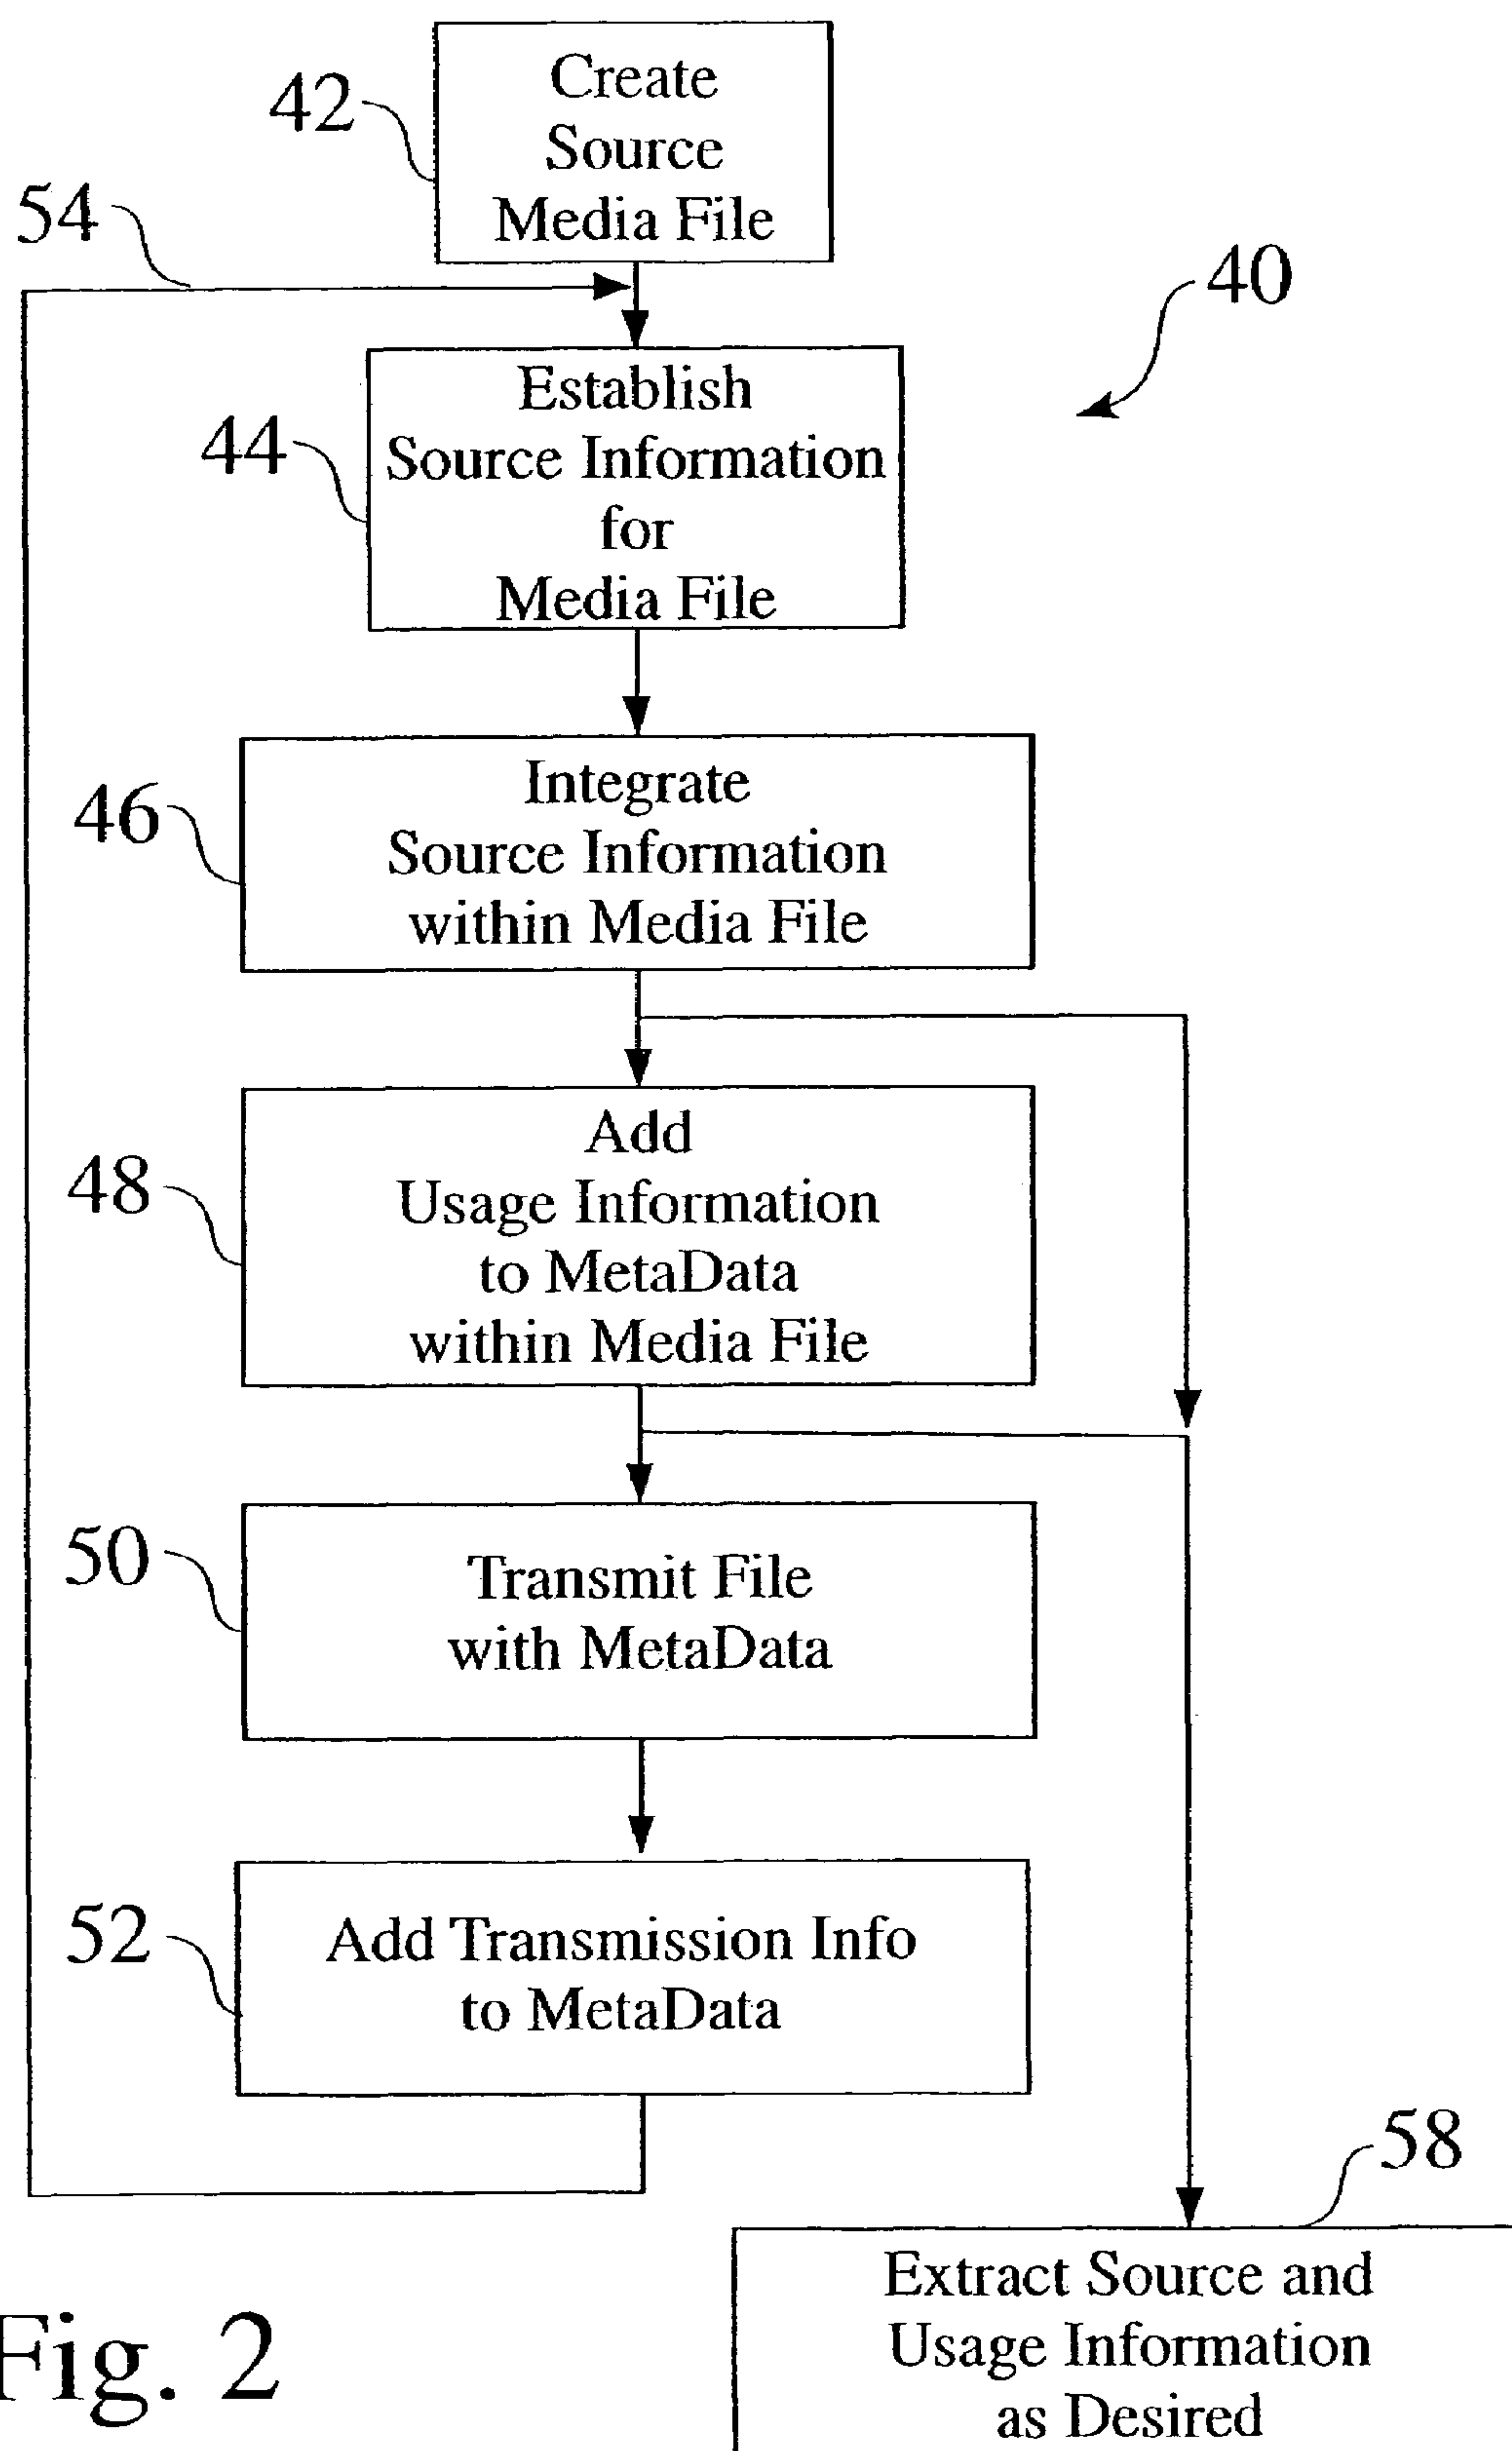 42
Create
Source
Media File
54
40
44
Establish
Source Information
for
Media File
46
Integrate
Source Information
within Media File
48
Add
Usage Information
to MetaData
within Media File
50
Transmit File
with MetaData
52
Add Transmission Info
to MetaData
58
Extract Source and
Usage Information
as Desired
Fig. 2